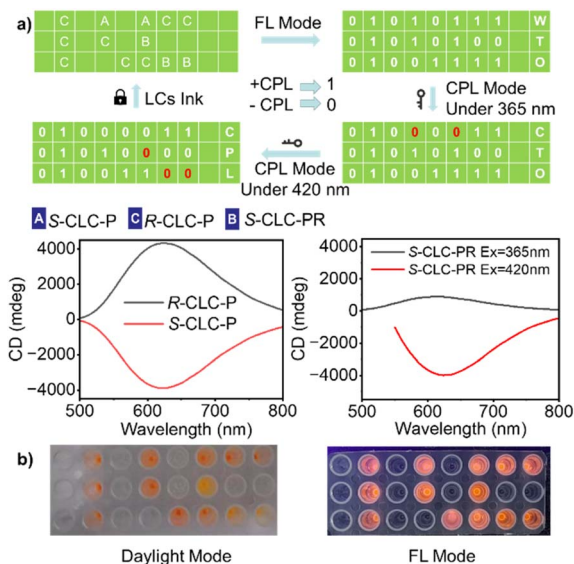 a)
C A A C C
C C B
C C C B B
FL Mode
0 1 0 1 0 1 1 1 W
0 1 0 1 0 1 0 0 T
0 1 0 0 1 1 1 1 O
LCs Ink
+CPL 1
- CPL 0
CPL Mode
Under 365 nm
0 1 0 0 0 0 1 1 C
0 1 0 1 0 0 0 0 P
0 1 0 0 1 1 0 0 L
CPL Mode
Under 420 nm
0 1 0 0 0 0 1 1 C
0 1 0 1 0 1 0 0 T
0 1 0 0 1 1 1 1 O
A S-CLC-P C R-CLC-P B S-CLC-PR
CD (mdeg)
4000
2000
0
−2000
−4000
R-CLC-P
S-CLC-P
500 600 700 800
Wavelength (nm)
CD (mdeg)
4000
2000
0
−2000
−4000
S-CLC-PR Ex=365nm
S-CLC-PR Ex=420nm
500 600 700 800
Wavelength (nm)
b)
Daylight Mode
FL Mode